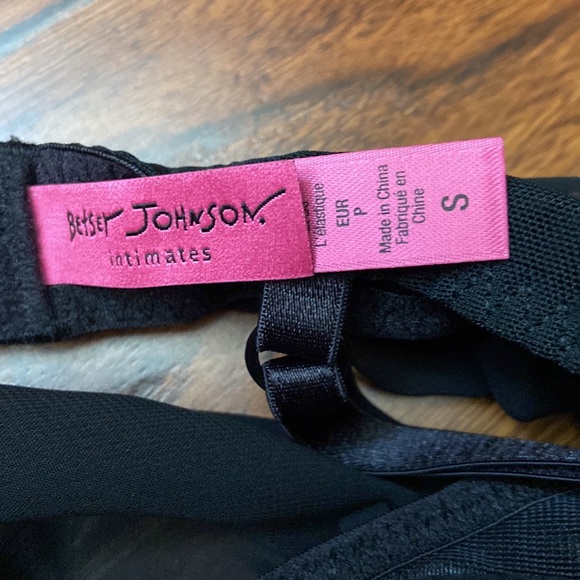 BETSEY JOHNSON.
intimates
L'élastique
EUR
P
Made in China
Fabriqué en
Chine
S